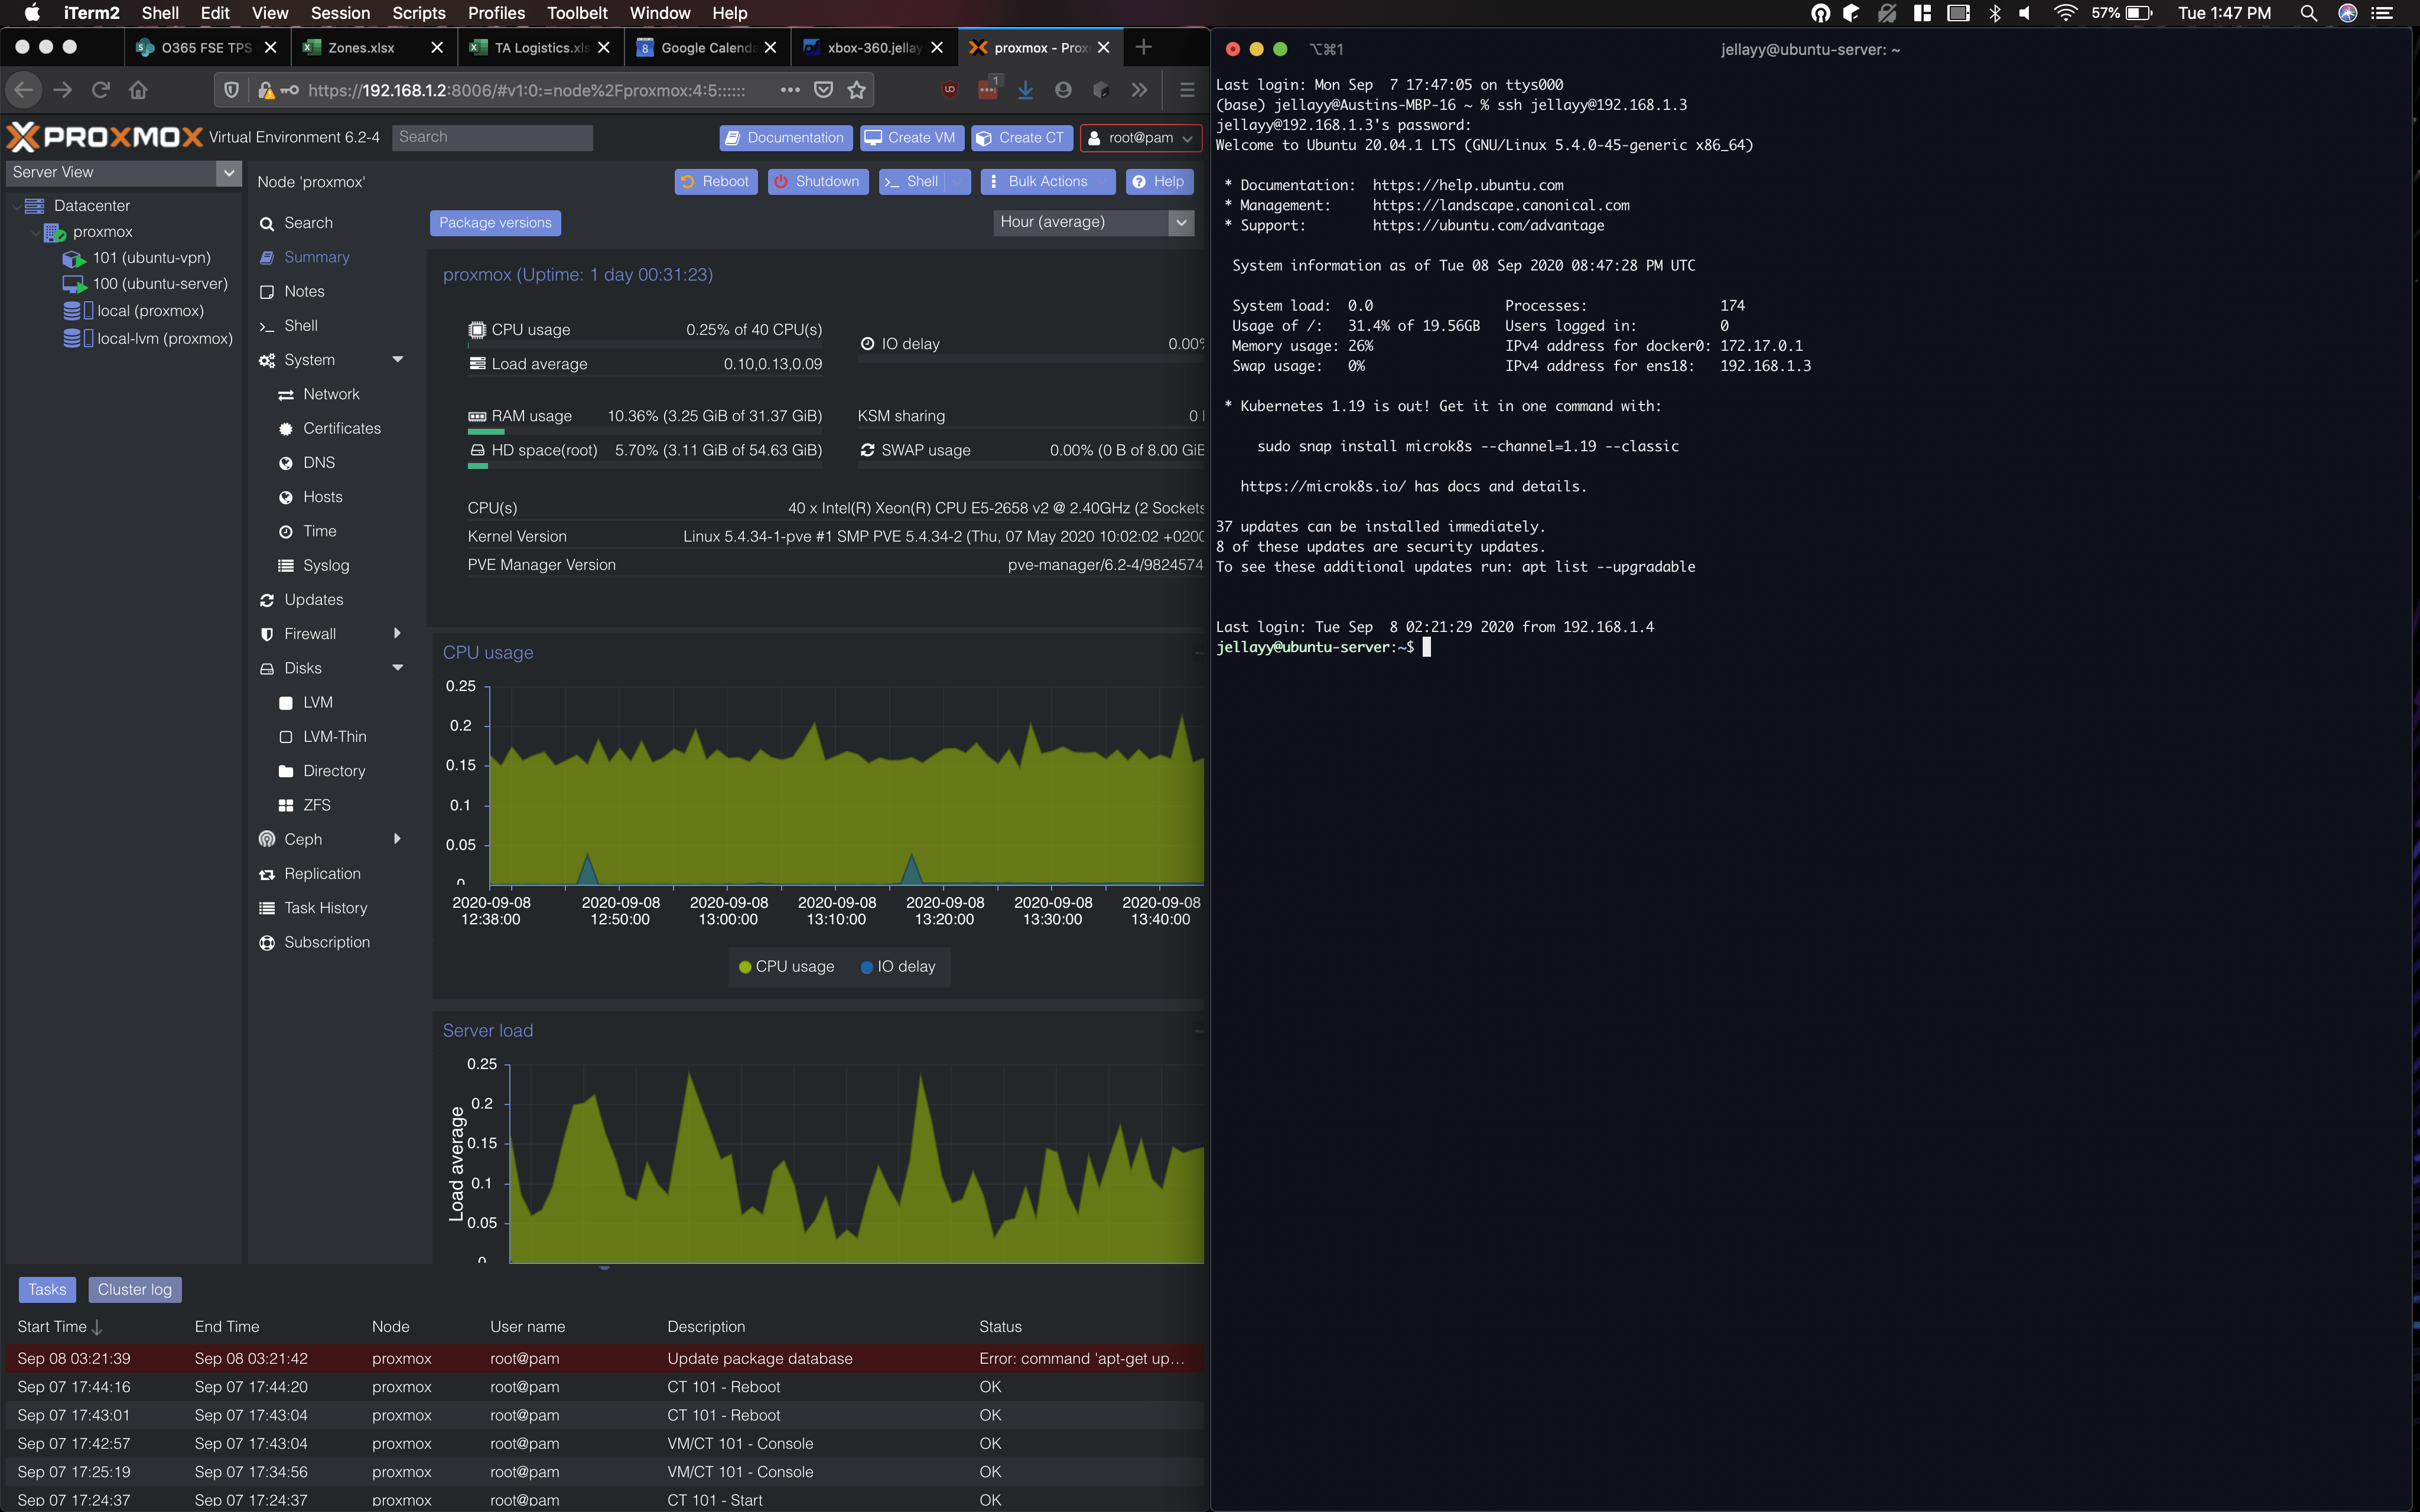 iTerm2 Shell Edit View Session Scripts Profiles Toolbelt Window Help
57% Tue 1:47 PM
O365 FSE TPS
Zones.xlsx
TA Logistics.xls
8 Google Calenda
xbox-360.jellay
proxmox - Prox
https://192.168.1.2:8006/#v1:0:=node%2Fproxmox:4:5::::::
1
PROXMOX Virtual Environment 6.2-4
Search
Documentation
Create VM
Create CT
root@pam
Server View
Datacenter
proxmox
101 (ubuntu-vpn)
100 (ubuntu-server)
local (proxmox)
local-lvm (proxmox)
Node 'proxmox'
Reboot
Shutdown
Shell
Bulk Actions
Help
Search
Summary
Notes
Shell
System
Network
Certificates
DNS
Hosts
Time
Syslog
Updates
Firewall
Disks
LVM
LVM-Thin
Directory
ZFS
Ceph
Replication
Task History
Subscription
Package versions
Hour (average)
proxmox (Uptime: 1 day 00:31:23)
CPU usage 0.25% of 40 CPU(s)
IO delay 0.00%
Load average 0.10,0.13,0.09
RAM usage 10.36% (3.25 GiB of 31.37 GiB)
KSM sharing 0
HD space(root) 5.70% (3.11 GiB of 54.63 GiB)
SWAP usage 0.00% (0 B of 8.00 GiB
CPU(s) 40 x Intel(R) Xeon(R) CPU E5-2658 v2 @ 2.40GHz (2 Sockets
Kernel Version Linux 5.4.34-1-pve #1 SMP PVE 5.4.34-2 (Thu, 07 May 2020 10:02:02 +0200
PVE Manager Version pve-manager/6.2-4/9824574
CPU usage
0.25
0.2
0.15
0.1
0.05
0
2020-09-08 12:38:00
2020-09-08 12:50:00
2020-09-08 13:00:00
2020-09-08 13:10:00
2020-09-08 13:20:00
2020-09-08 13:30:00
2020-09-08 13:40:00
CPU usage
IO delay
Server load
Load average
0.25
0.2
0.15
0.1
0.05
0
Tasks
Cluster log
Start Time End Time Node User name Description Status
Sep 08 03:21:39 Sep 08 03:21:42 proxmox root@pam Update package database Error: command 'apt-get up...
Sep 07 17:44:16 Sep 07 17:44:20 proxmox root@pam CT 101 - Reboot OK
Sep 07 17:43:01 Sep 07 17:43:04 proxmox root@pam CT 101 - Reboot OK
Sep 07 17:42:57 Sep 07 17:43:04 proxmox root@pam VM/CT 101 - Console OK
Sep 07 17:25:19 Sep 07 17:34:56 proxmox root@pam VM/CT 101 - Console OK
Sep 07 17:24:37 Sep 07 17:24:37 proxmox root@pam CT 101 - Start OK
⌥⌘1 jellayy@ubuntu-server: ~
Last login: Mon Sep  7 17:47:05 on ttys000
(base) jellayy@Austins-MBP-16 ~ % ssh jellayy@192.168.1.3
jellayy@192.168.1.3's password:
Welcome to Ubuntu 20.04.1 LTS (GNU/Linux 5.4.0-45-generic x86_64)
* Documentation:  https://help.ubuntu.com
* Management:     https://landscape.canonical.com
* Support:        https://ubuntu.com/advantage
System information as of Tue 08 Sep 2020 08:47:28 PM UTC
System load:  0.0                Processes:                174
Usage of /:   31.4% of 19.56GB   Users logged in:          0
Memory usage: 26%                IPv4 address for docker0: 172.17.0.1
Swap usage:   0%                 IPv4 address for ens18:   192.168.1.3
* Kubernetes 1.19 is out! Get it in one command with:
sudo snap install microk8s --channel=1.19 --classic
https://microk8s.io/ has docs and details.
37 updates can be installed immediately.
8 of these updates are security updates.
To see these additional updates run: apt list --upgradable
Last login: Tue Sep  8 02:21:29 2020 from 192.168.1.4
jellayy@ubuntu-server:~$